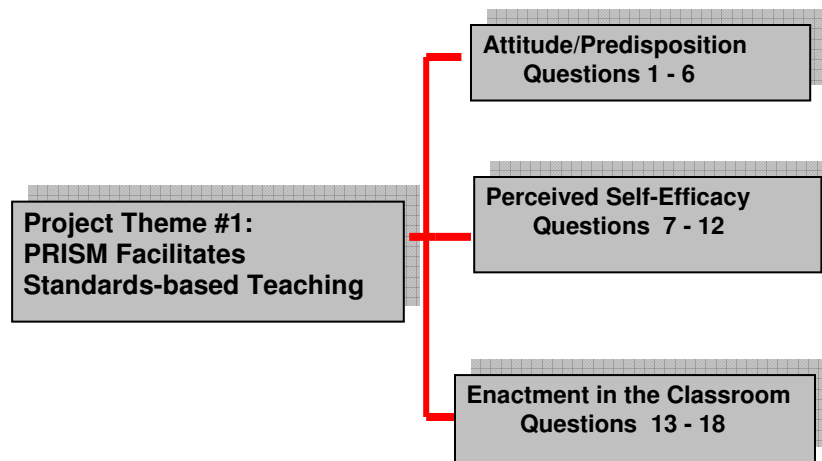 Attitude/Predisposition
Questions 1 - 6
Project Theme #1:
PRISM Facilitates
Standards-based Teaching
Perceived Self-Efficacy
Questions 7 - 12
Enactment in the Classroom
Questions 13 - 18